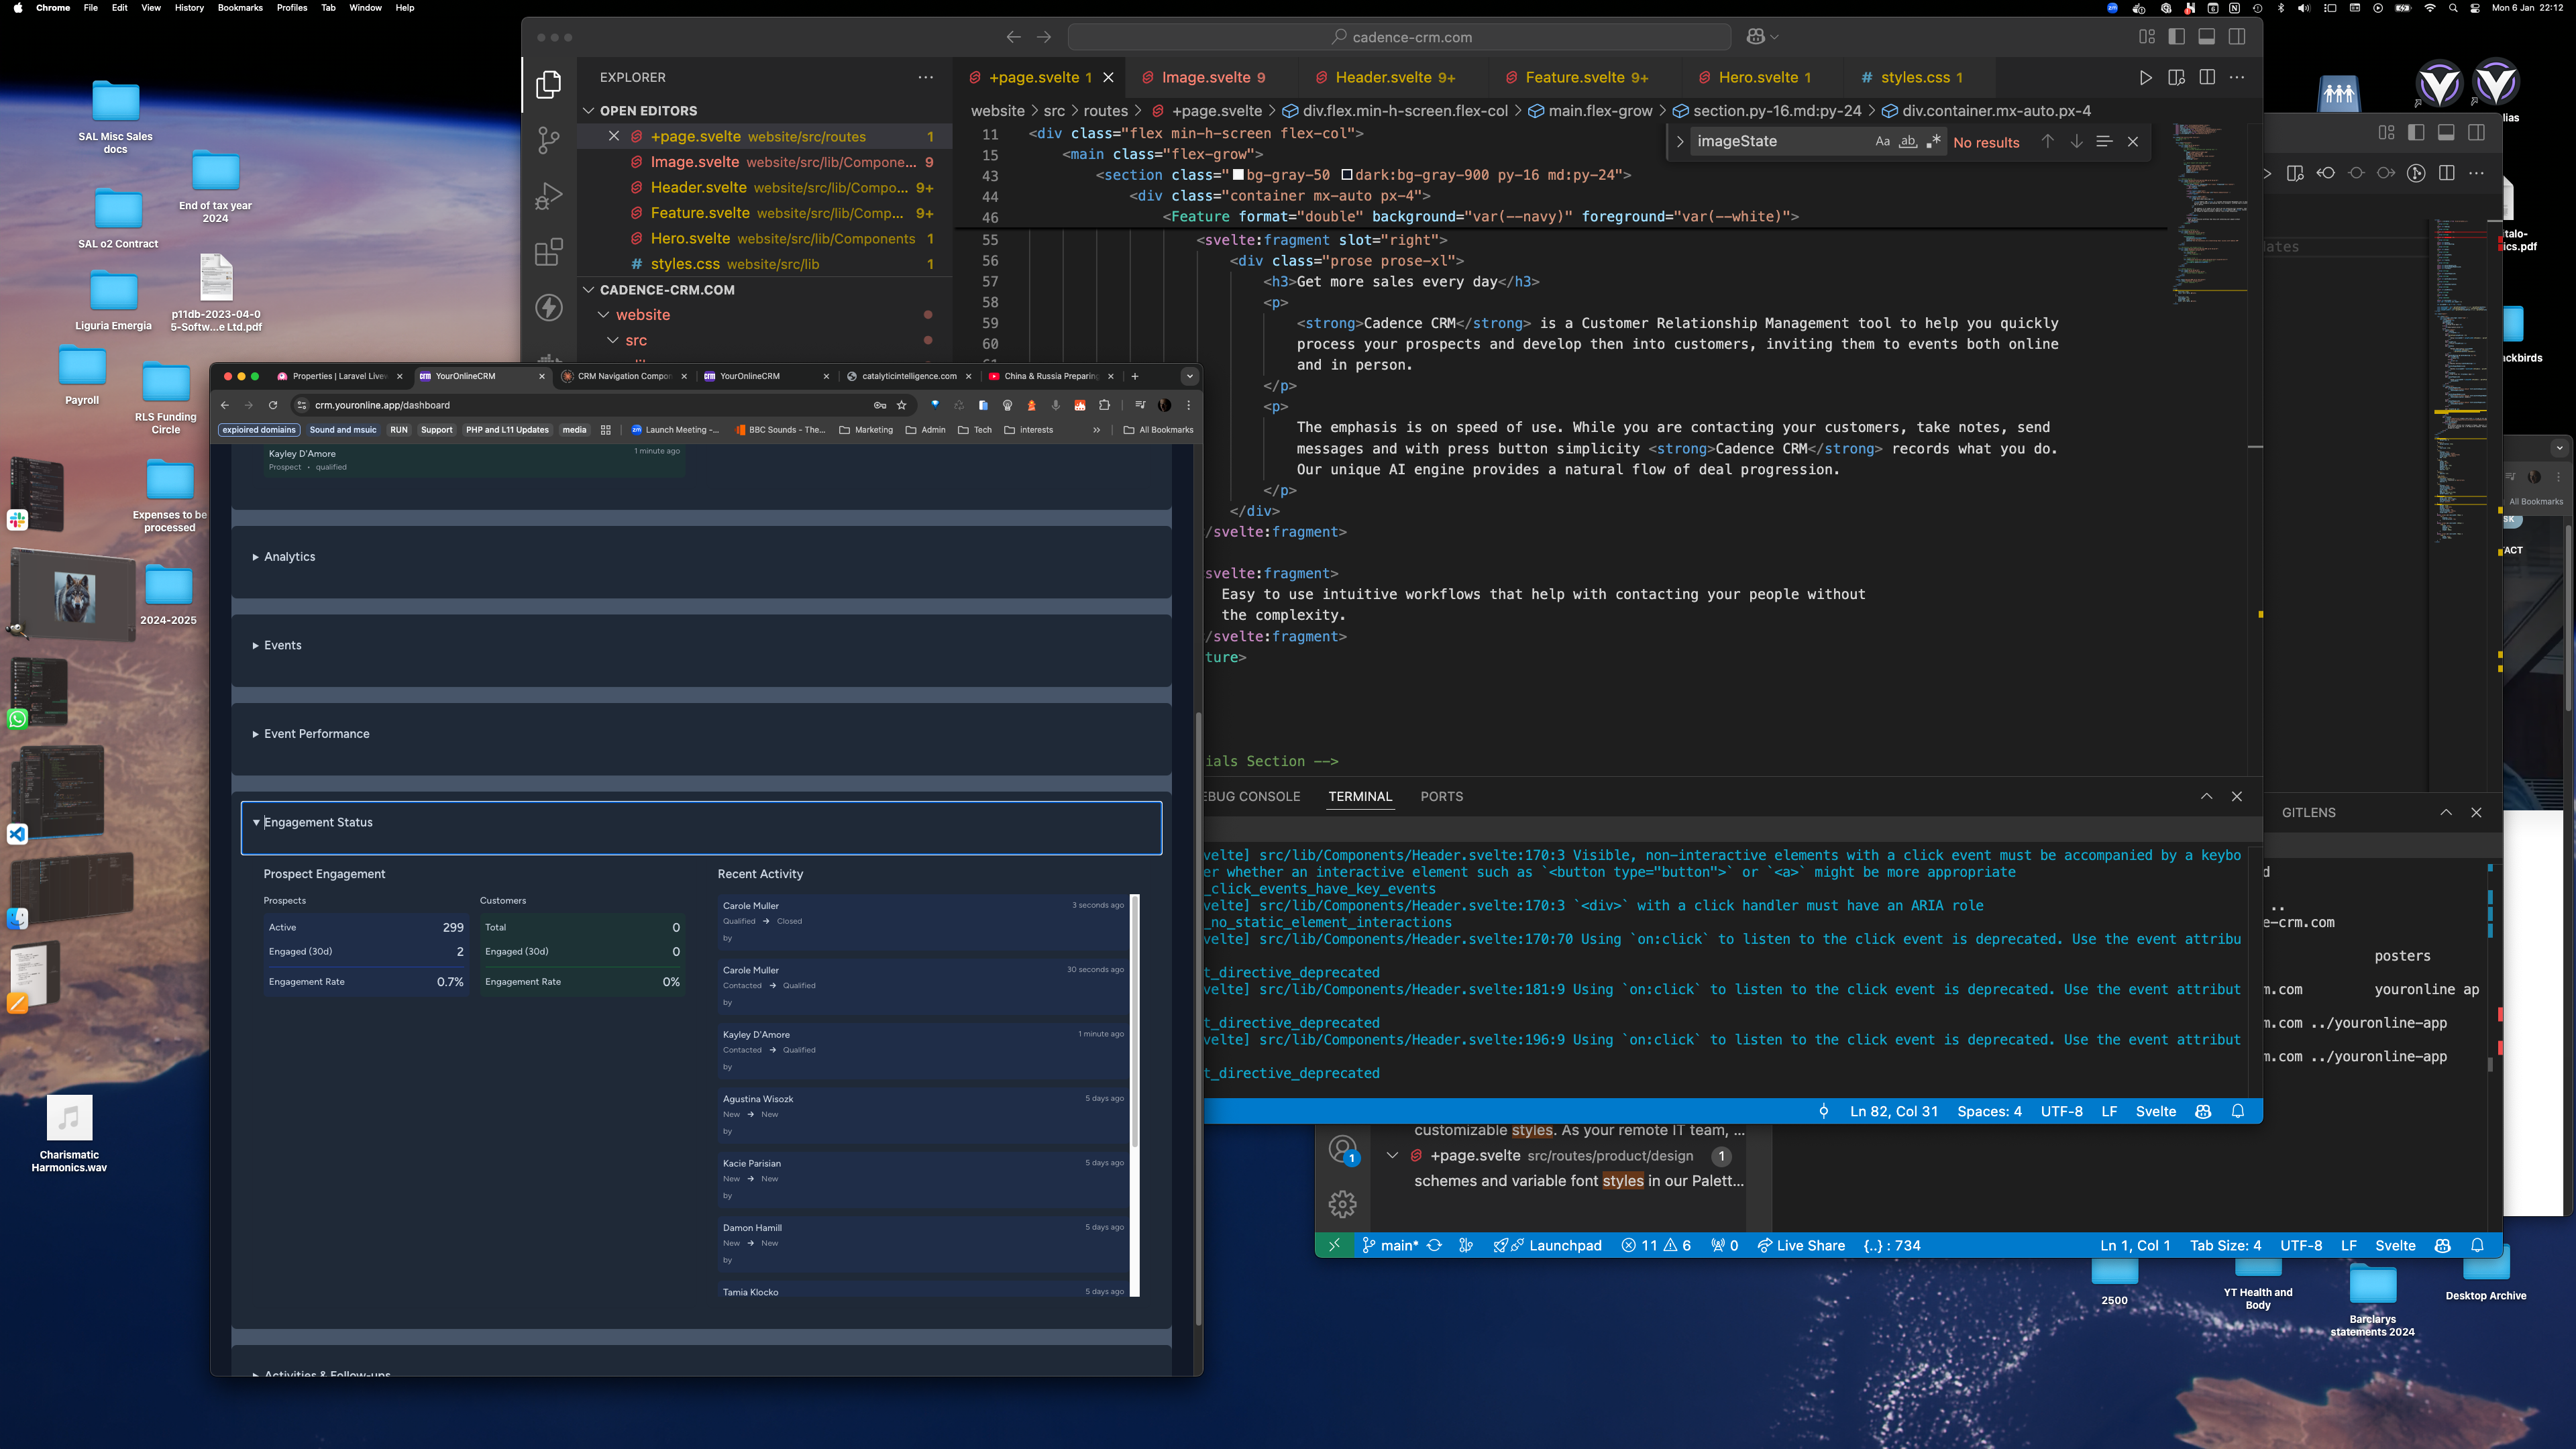 Chrome File Edit View History Bookmarks Profiles Tab Window Help
Mon 6 Jan 22:12
SAL Misc Sales
docs
End of tax year
2024
SAL o2 Contract
p11db-2023-04-0
5-Softw...e Ltd.pdf
Liguria Emergia
Payroll
RLS Funding
Circle
Expenses to be
processed
2024-2025
Charismatic
Harmonics.wav
cadence-crm.com
EXPLORER
OPEN EDITORS
+page.svelte website/src/routes 1
Image.svelte website/src/lib/Compone... 9
Header.svelte website/src/lib/Compo... 9+
Feature.svelte website/src/lib/Comp... 9+
Hero.svelte website/src/lib/Components 1
styles.css website/src/lib 1
CADENCE-CRM.COM
website
src
+page.svelte 1 Image.svelte 9 Header.svelte 9+ Feature.svelte 9+ Hero.svelte 1 # styles.css 1
website > src > routes > +page.svelte > div.flex.min-h-screen.flex-col > main.flex-grow > section.py-16.md:py-24 > div.container.mx-auto.px-4
imageState Aa ab No results
11 <div class="flex min-h-screen flex-col">
15 <main class="flex-grow">
43 <section class="bg-gray-50 dark:bg-gray-900 py-16 md:py-24">
44 <div class="container mx-auto px-4">
46 <Feature format="double" background="var(--navy)" foreground="var(--white)">
55 <svelte:fragment slot="right">
56 <div class="prose prose-xl">
57 <h3>Get more sales every day</h3>
58 <p>
59 <strong>Cadence CRM</strong> is a Customer Relationship Management tool to help you quickly
60 process your prospects and develop then into customers, inviting them to events both online
and in person.
</p>
<p>
The emphasis is on speed of use. While you are contacting your customers, take notes, send
messages and with press button simplicity <strong>Cadence CRM</strong> records what you do.
Our unique AI engine provides a natural flow of deal progression.
</p>
</div>
/svelte:fragment>
svelte:fragment>
Easy to use intuitive workflows that help with contacting your people without
the complexity.
/svelte:fragment>
ture>
ials Section -->
EBUG CONSOLE TERMINAL PORTS
velte] src/lib/Components/Header.svelte:170:3 Visible, non-interactive elements with a click event must be accompanied by a keybo
er whether an interactive element such as `<button type="button">` or `<a>` might be more appropriate
_click_events_have_key_events
velte] src/lib/Components/Header.svelte:170:3 `<div>` with a click handler must have an ARIA role
_no_static_element_interactions
velte] src/lib/Components/Header.svelte:170:70 Using `on:click` to listen to the click event is deprecated. Use the event attribu
t_directive_deprecated
velte] src/lib/Components/Header.svelte:181:9 Using `on:click` to listen to the click event is deprecated. Use the event attribut
t_directive_deprecated
velte] src/lib/Components/Header.svelte:196:9 Using `on:click` to listen to the click event is deprecated. Use the event attribut
t_directive_deprecated
Ln 82, Col 31 Spaces: 4 UTF-8 LF Svelte
Properties | Laravel Live YourOnlineCRM CRM Navigation Compon YourOnlineCRM catalyticintelligence.com China & Russia Preparing
crm.youronline.app/dashboard
expioired domains Sound and msuic RUN Support PHP and L11 Updates media Launch Meeting -... BBC Sounds - The... Marketing Admin Tech interests >> All Bookmarks
Kayley D'Amore 1 minute ago
Prospect • qualified
Analytics
Events
Event Performance
Engagement Status
Prospect Engagement
Prospects
Active 299
Engaged (30d) 2
Engagement Rate 0.7%
Customers
Total 0
Engaged (30d) 0
Engagement Rate 0%
Recent Activity
Carole Muller 3 seconds ago
Qualified → Closed
by
Carole Muller 30 seconds ago
Contacted → Qualified
by
Kayley D'Amore 1 minute ago
Contacted → Qualified
by
Agustina Wisozk 5 days ago
New → New
by
Kacie Parisian 5 days ago
New → New
by
Damon Hamill 5 days ago
New → New
by
Tamia Klocko 5 days ago
Activities & Follow-ups
customizable styles. As your remote IT team, ...
+page.svelte src/routes/product/design 1
schemes and variable font styles in our Palett...
1
main* Launchpad 11 6 0 Live Share {..} : 734
Ln 1, Col 1 Tab Size: 4 UTF-8 LF Svelte
GITLENS
d
..
e-crm.com
posters
m.com youronline ap
m.com ../youronline-app
m.com ../youronline-app
ates
lias
italo-
ics.pdf
ckbirds
All Bookmarks
SK
ACT
2500
YT Health and
Body
Barclarys
statements 2024
Desktop Archive